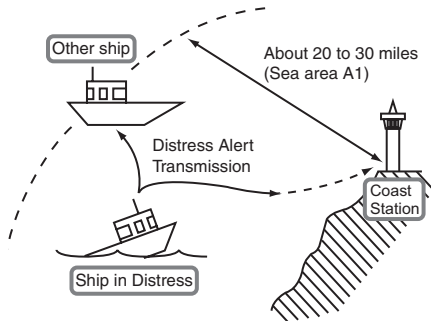 Other ship
About 20 to 30 miles
(Sea area A1)
Distress Alert
Transmission
Coast
Station
Ship in Distress